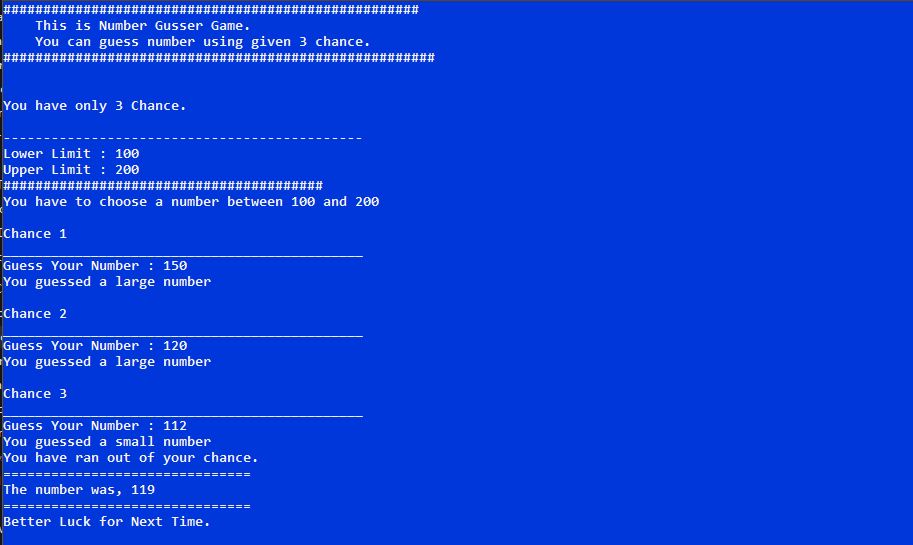 ####################################################
    This is Number Gusser Game.
    You can guess number using given 3 chance.
######################################################
You have only 3 Chance.
---------------------------------------------
Lower Limit : 100
Upper Limit : 200
########################################
You have to choose a number between 100 and 200
Chance 1
_____________________________________________
Guess Your Number : 150
You guessed a large number
Chance 2
_____________________________________________
Guess Your Number : 120
You guessed a large number
Chance 3
_____________________________________________
Guess Your Number : 112
You guessed a small number
You have ran out of your chance.
===============================
The number was, 119
===============================
Better Luck for Next Time.